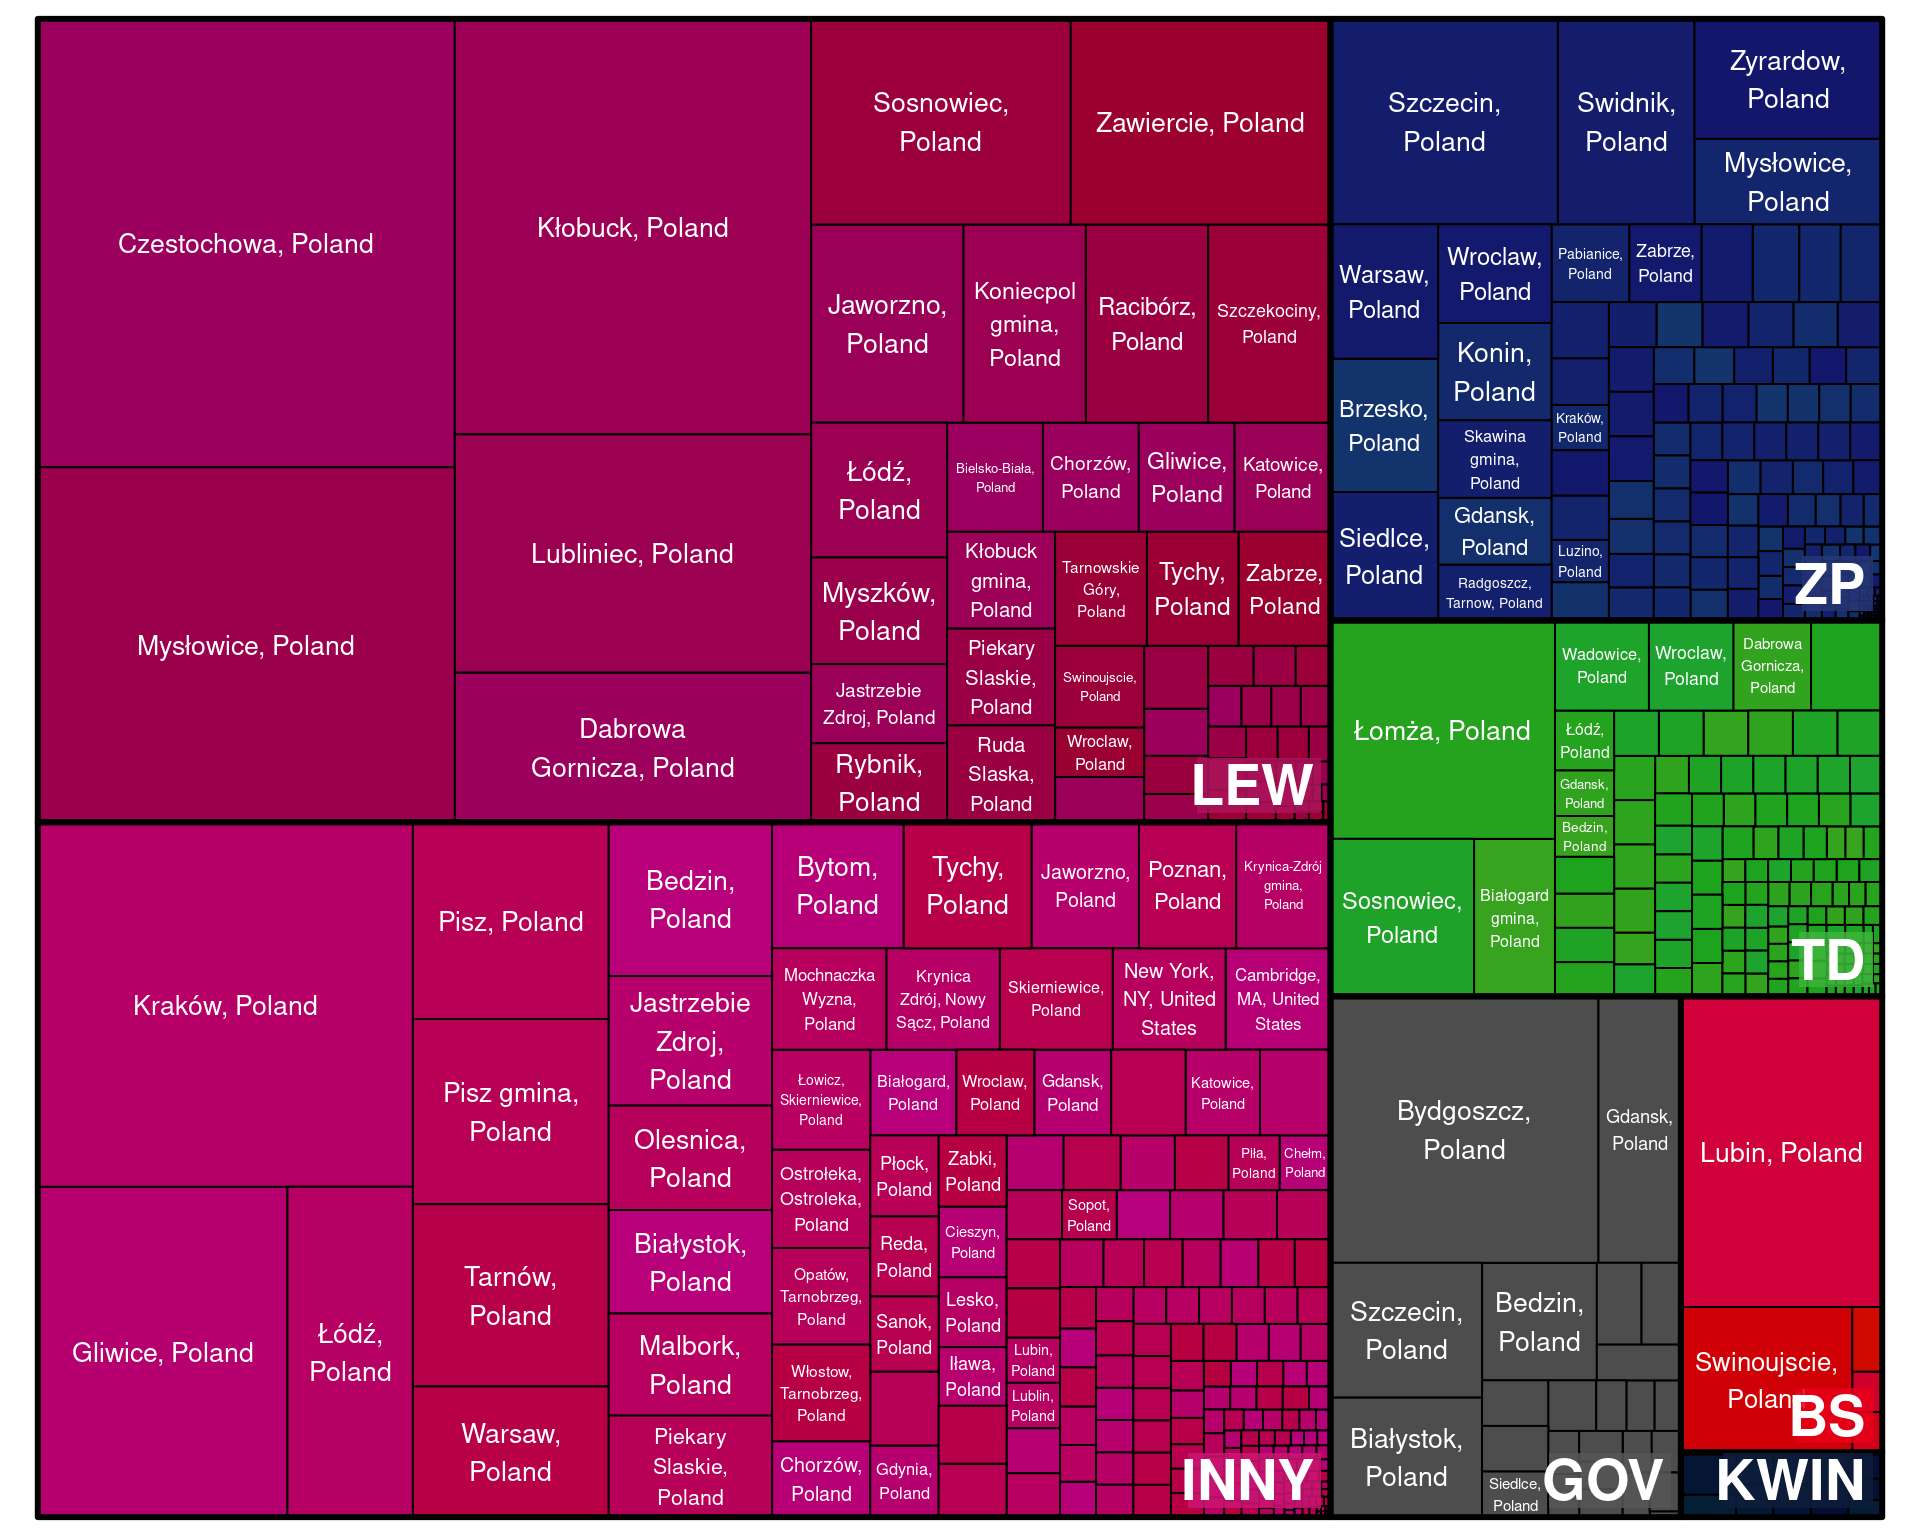 Czestochowa, Poland
Mysłowice, Poland
Kłobuck, Poland
Lubliniec, Poland
Dabrowa
Gornicza, Poland
Sosnowiec,
Poland
Zawiercie, Poland
Jaworzno,
Poland
Koniecpol
gmina,
Poland
Racibórz,
Poland
Szczekociny,
Poland
Łódź,
Poland
Myszków,
Poland
Jastrzebie
Zdroj, Poland
Rybnik,
Poland
Bielsko-Biała,
Poland
Chorzów,
Poland
Gliwice,
Poland
Katowice,
Poland
Kłobuck
gmina,
Poland
Piekary
Slaskie,
Poland
Ruda
Slaska,
Poland
Tarnowskie
Góry,
Poland
Tychy,
Poland
Zabrze,
Poland
Swinoujscie,
Poland
Wroclaw,
Poland
LEW
Szczecin,
Poland
Swidnik,
Poland
Zyrardow,
Poland
Mysłowice,
Poland
Warsaw,
Poland
Brzesko,
Poland
Siedlce,
Poland
Wroclaw,
Poland
Konin,
Poland
Skawina
gmina,
Poland
Gdansk,
Poland
Radgoszcz,
Tarnow, Poland
Pabianice,
Poland
Zabrze,
Poland
Kraków,
Poland
Luzino,
Poland
ZP
Łomża, Poland
Sosnowiec,
Poland
Białogard
gmina,
Poland
Wadowice,
Poland
Wroclaw,
Poland
Dabrowa
Gornicza,
Poland
Łódź,
Poland
Gdansk,
Poland
Bedzin,
Poland
TD
Kraków, Poland
Gliwice, Poland
Łódź,
Poland
Pisz, Poland
Pisz gmina,
Poland
Tarnów,
Poland
Warsaw,
Poland
Bedzin,
Poland
Jastrzebie
Zdroj,
Poland
Olesnica,
Poland
Białystok,
Poland
Malbork,
Poland
Piekary
Slaskie,
Poland
Bytom,
Poland
Tychy,
Poland
Jaworzno,
Poland
Poznan,
Poland
Krynica-Zdrój
gmina,
Poland
Mochnaczka
Wyzna,
Poland
Krynica
Zdrój, Nowy
Sącz, Poland
Skierniewice,
Poland
New York,
NY, United
States
Cambridge,
MA, United
States
Łowicz,
Skierniewice,
Poland
Ostrołeka,
Ostroleka,
Poland
Opatów,
Tarnobrzeg,
Poland
Włostow,
Tarnobrzeg,
Poland
Chorzów,
Poland
Białogard,
Poland
Wroclaw,
Poland
Gdansk,
Poland
Katowice,
Poland
Płock,
Poland
Reda,
Poland
Sanok,
Poland
Gdynia,
Poland
Zabki,
Poland
Cieszyn,
Poland
Lesko,
Poland
Iława,
Poland
Piła,
Poland
Chełm,
Poland
Sopot,
Poland
Lubin,
Poland
Lublin,
Poland
INNY
Bydgoszcz,
Poland
Gdansk,
Poland
Szczecin,
Poland
Białystok,
Poland
Bedzin,
Poland
Siedlce,
Poland
GOV
Lubin, Poland
Swinoujscie,
Poland
BS
KWIN